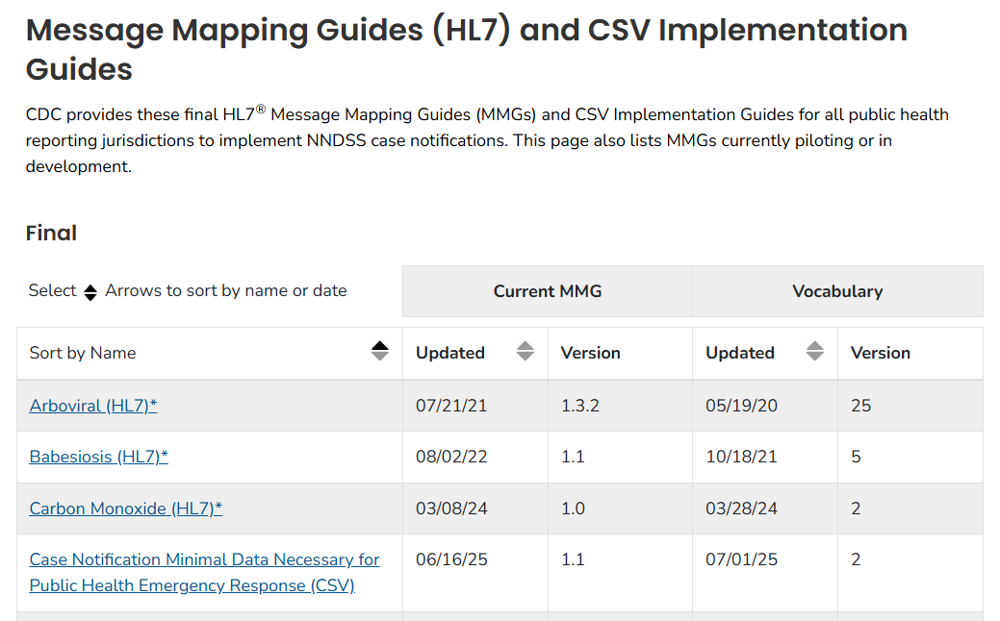 Message Mapping Guides (HL7) and CSV Implementation
Guides
CDC provides these final HL7® Message Mapping Guides (MMGs) and CSV Implementation Guides for all public health
reporting jurisdictions to implement NNDSS case notifications. This page also lists MMGs currently piloting or in
development.
Final
Select Arrows to sort by name or date
Current MMG
Vocabulary
Sort by Name Updated Version Updated Version
Arboviral (HL7)* 07/21/21 1.3.2 05/19/20 25
Babesiosis (HL7)* 08/02/22 1.1 10/18/21 5
Carbon Monoxide (HL7)* 03/08/24 1.0 03/28/24 2
Case Notification Minimal Data Necessary for 06/16/25 1.1 07/01/25 2
Public Health Emergency Response (CSV)